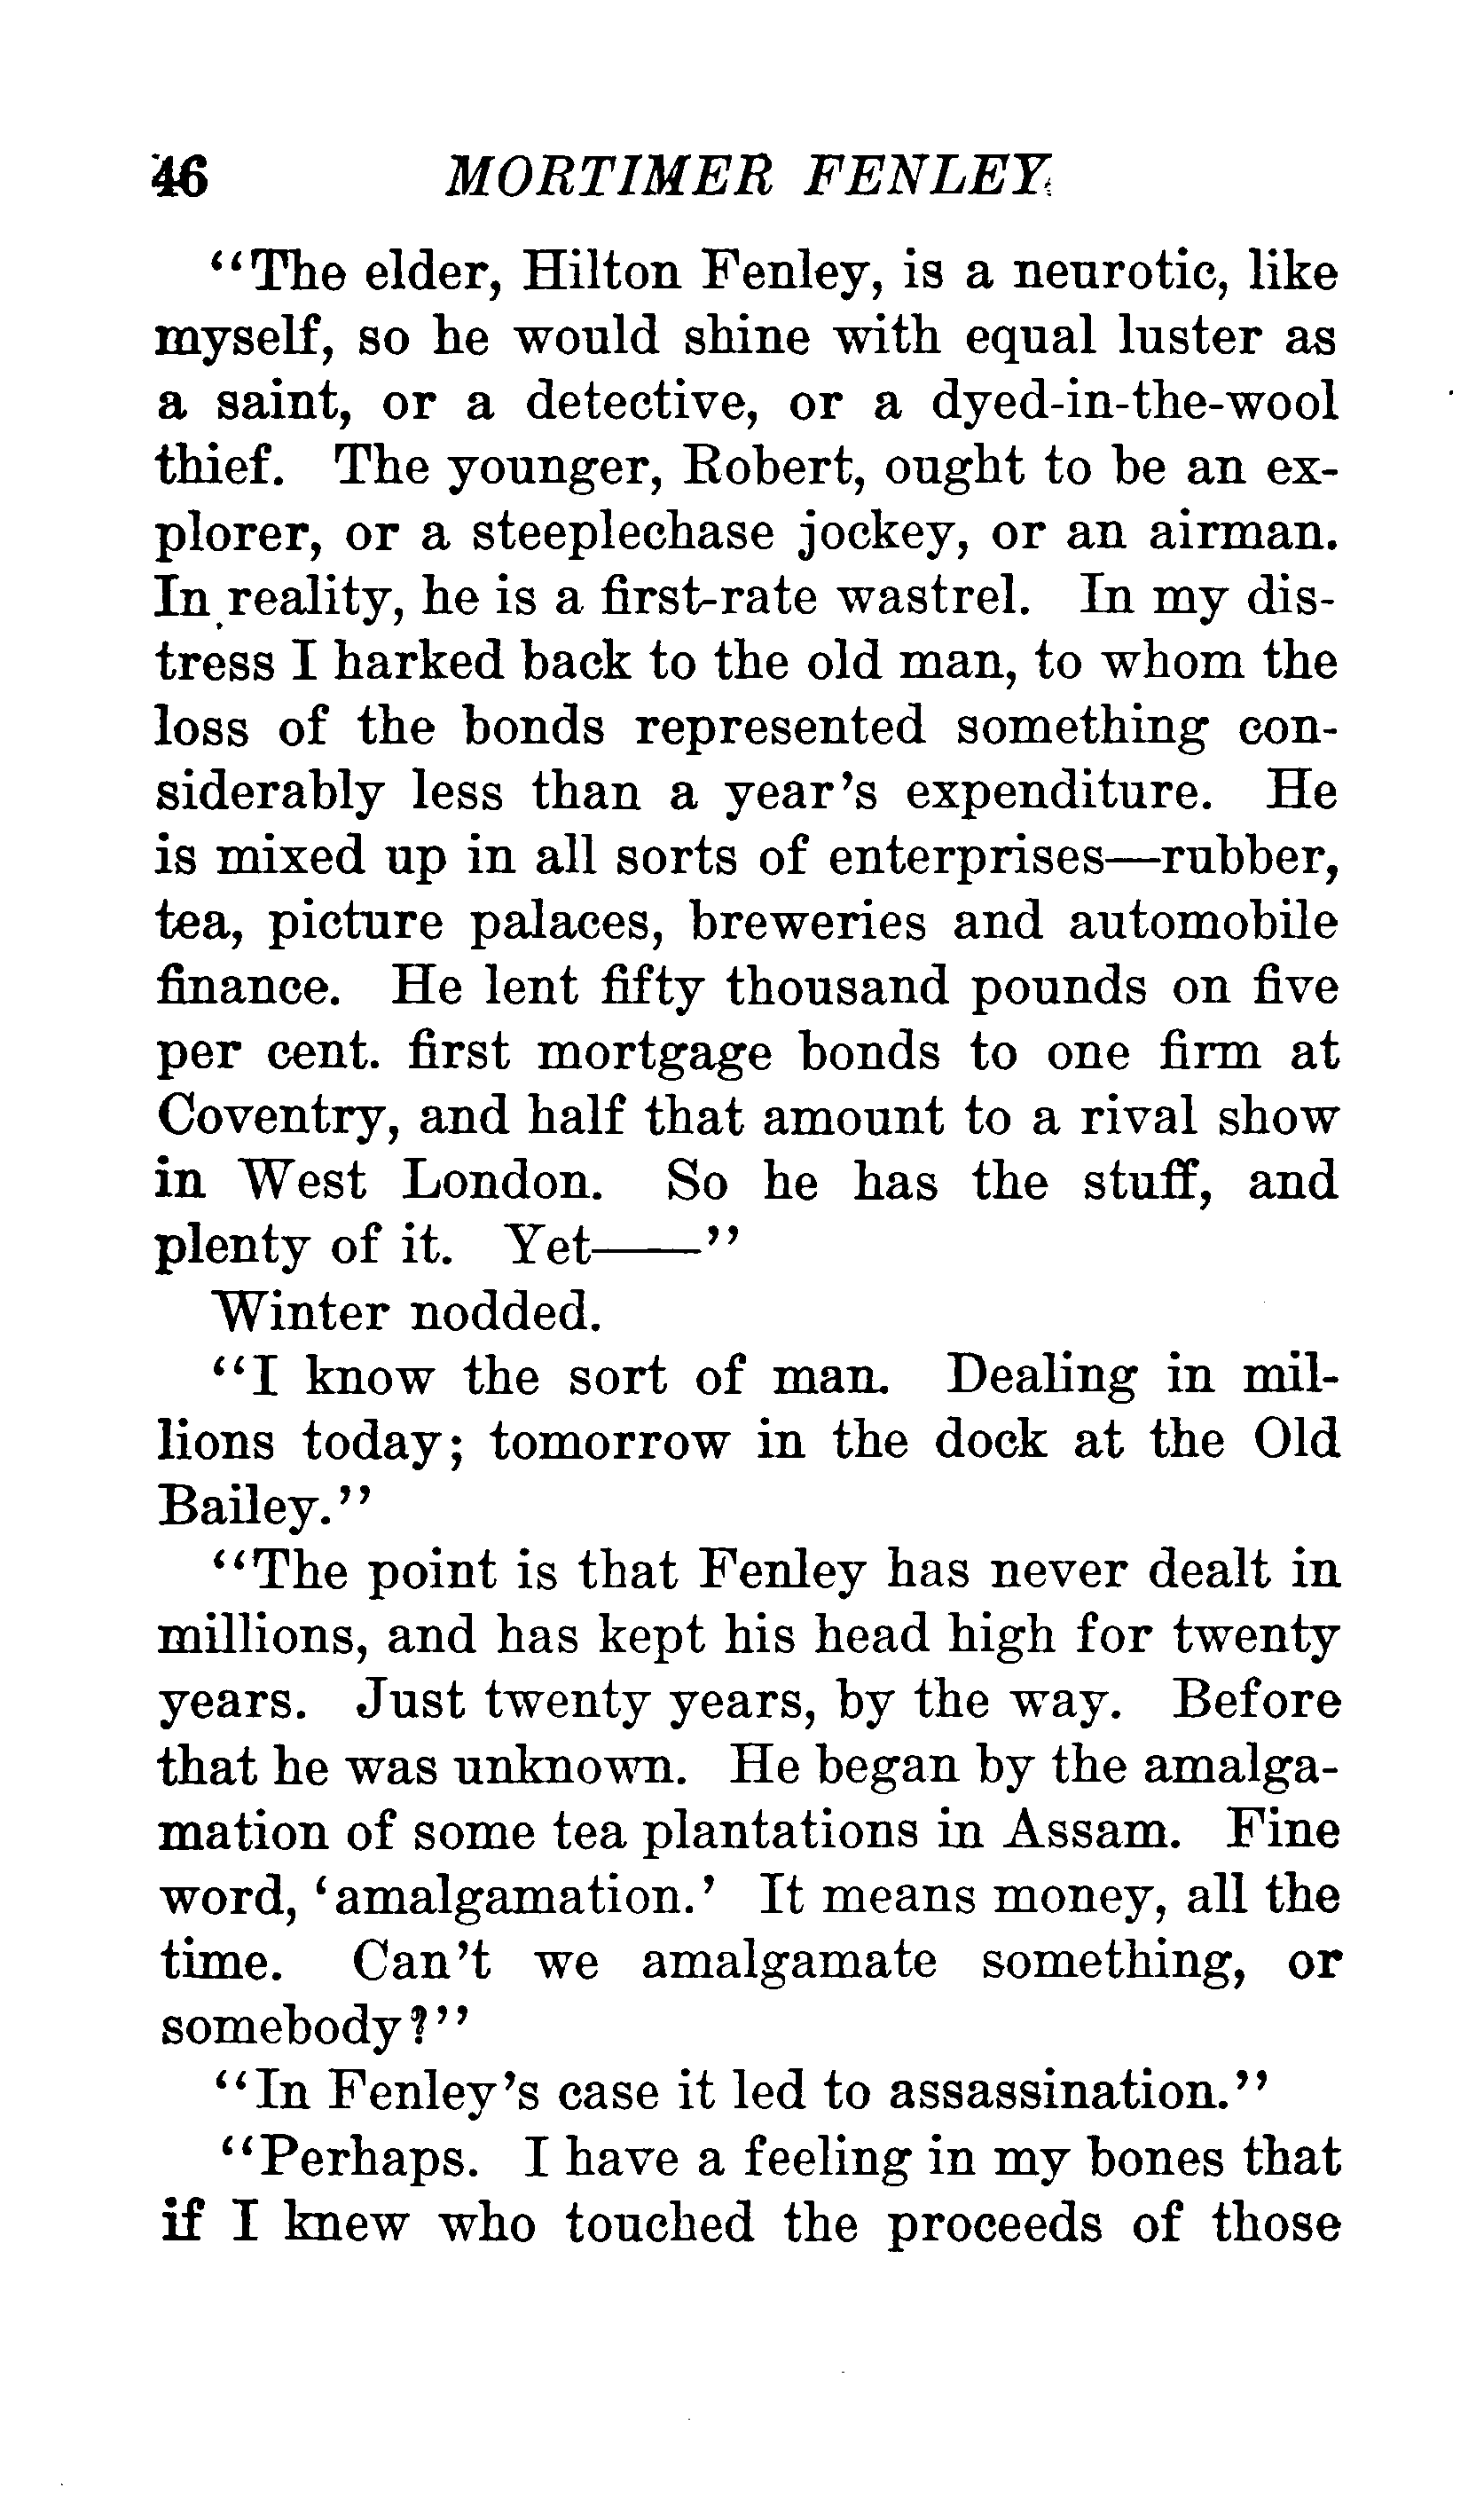 46 MORTIMER FENLEY
"The elder, Hilton Fenley, is a neurotic, like
myself, so he would shine with equal luster as
a saint, or a detective, or a dyed-in-the-wool
thief. The younger, Robert, ought to be an ex-
plorer, or a steeplechase jockey, or an airman.
In reality, he is a first-rate wastrel. In my dis-
tress I harked back to the old man, to whom the
loss of the bonds represented something con-
siderably less than a year's expenditure. He
is mixed up in all sorts of enterprises—rubber,
tea, picture palaces, breweries and automobile
finance. He lent fifty thousand pounds on five
per cent. first mortgage bonds to one firm at
Coventry, and half that amount to a rival show
in West London. So he has the stuff, and
plenty of it. Yet——"
Winter nodded.
"I know the sort of man. Dealing in mil-
lions today; tomorrow in the dock at the Old
Bailey."
"The point is that Fenley has never dealt in
millions, and has kept his head high for twenty
years. Just twenty years, by the way. Before
that he was unknown. He began by the amalga-
mation of some tea plantations in Assam. Fine
word, 'amalgamation.' It means money, all the
time. Can't we amalgamate something, or
somebody?"
"In Fenley's case it led to assassination."
"Perhaps. I have a feeling in my bones that
if I knew who touched the proceeds of those